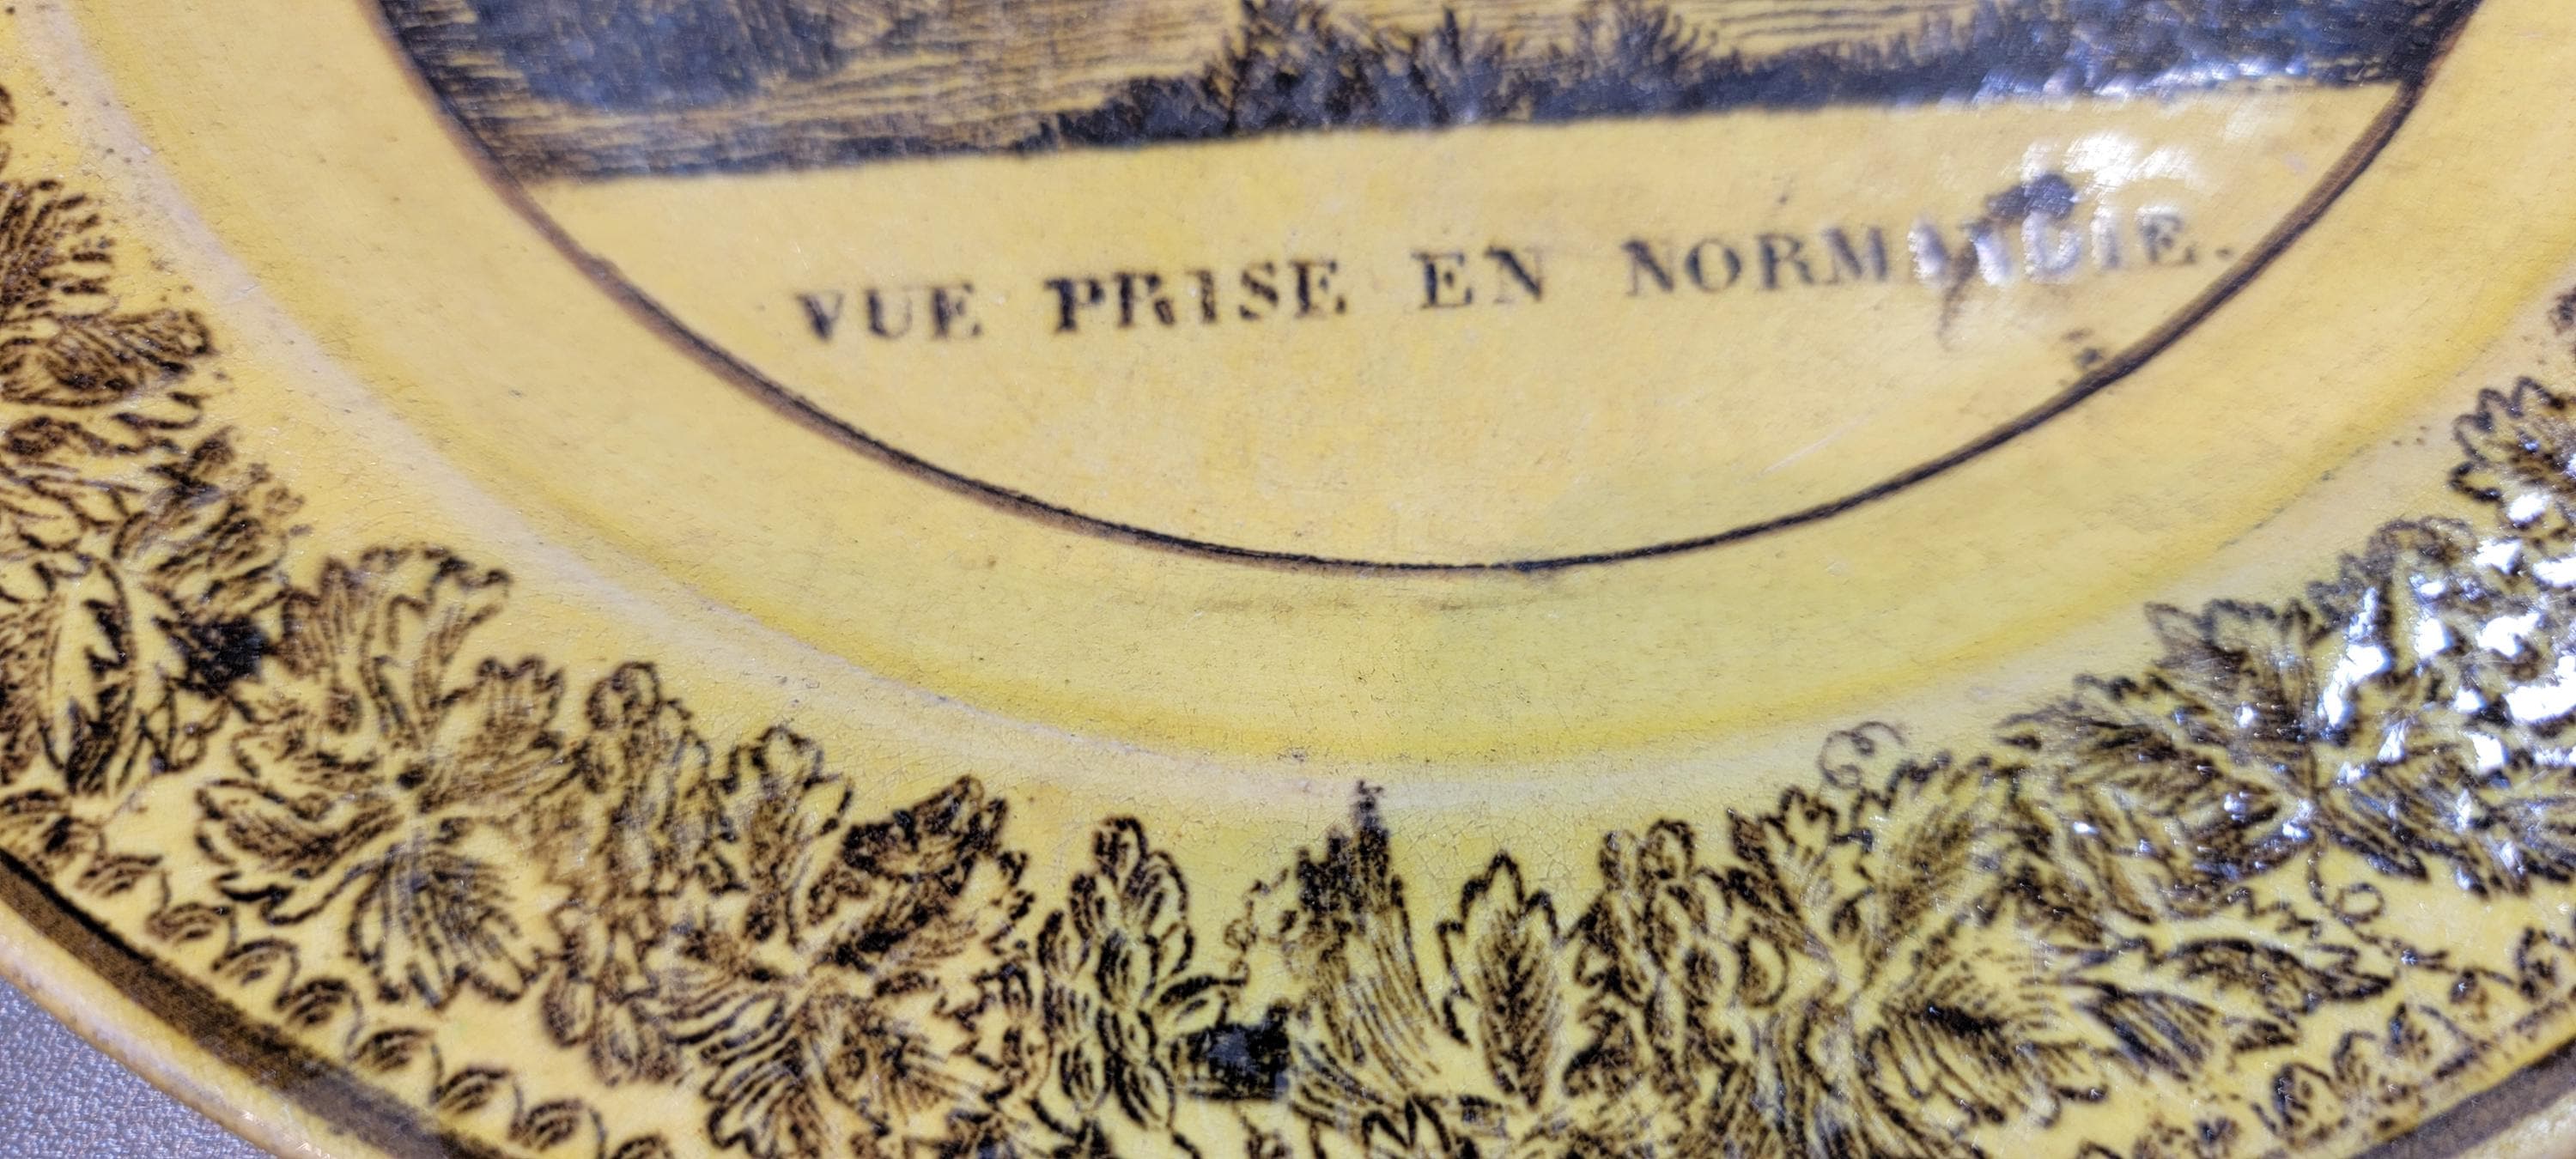 VUE PRISE EN NORMANDIE.